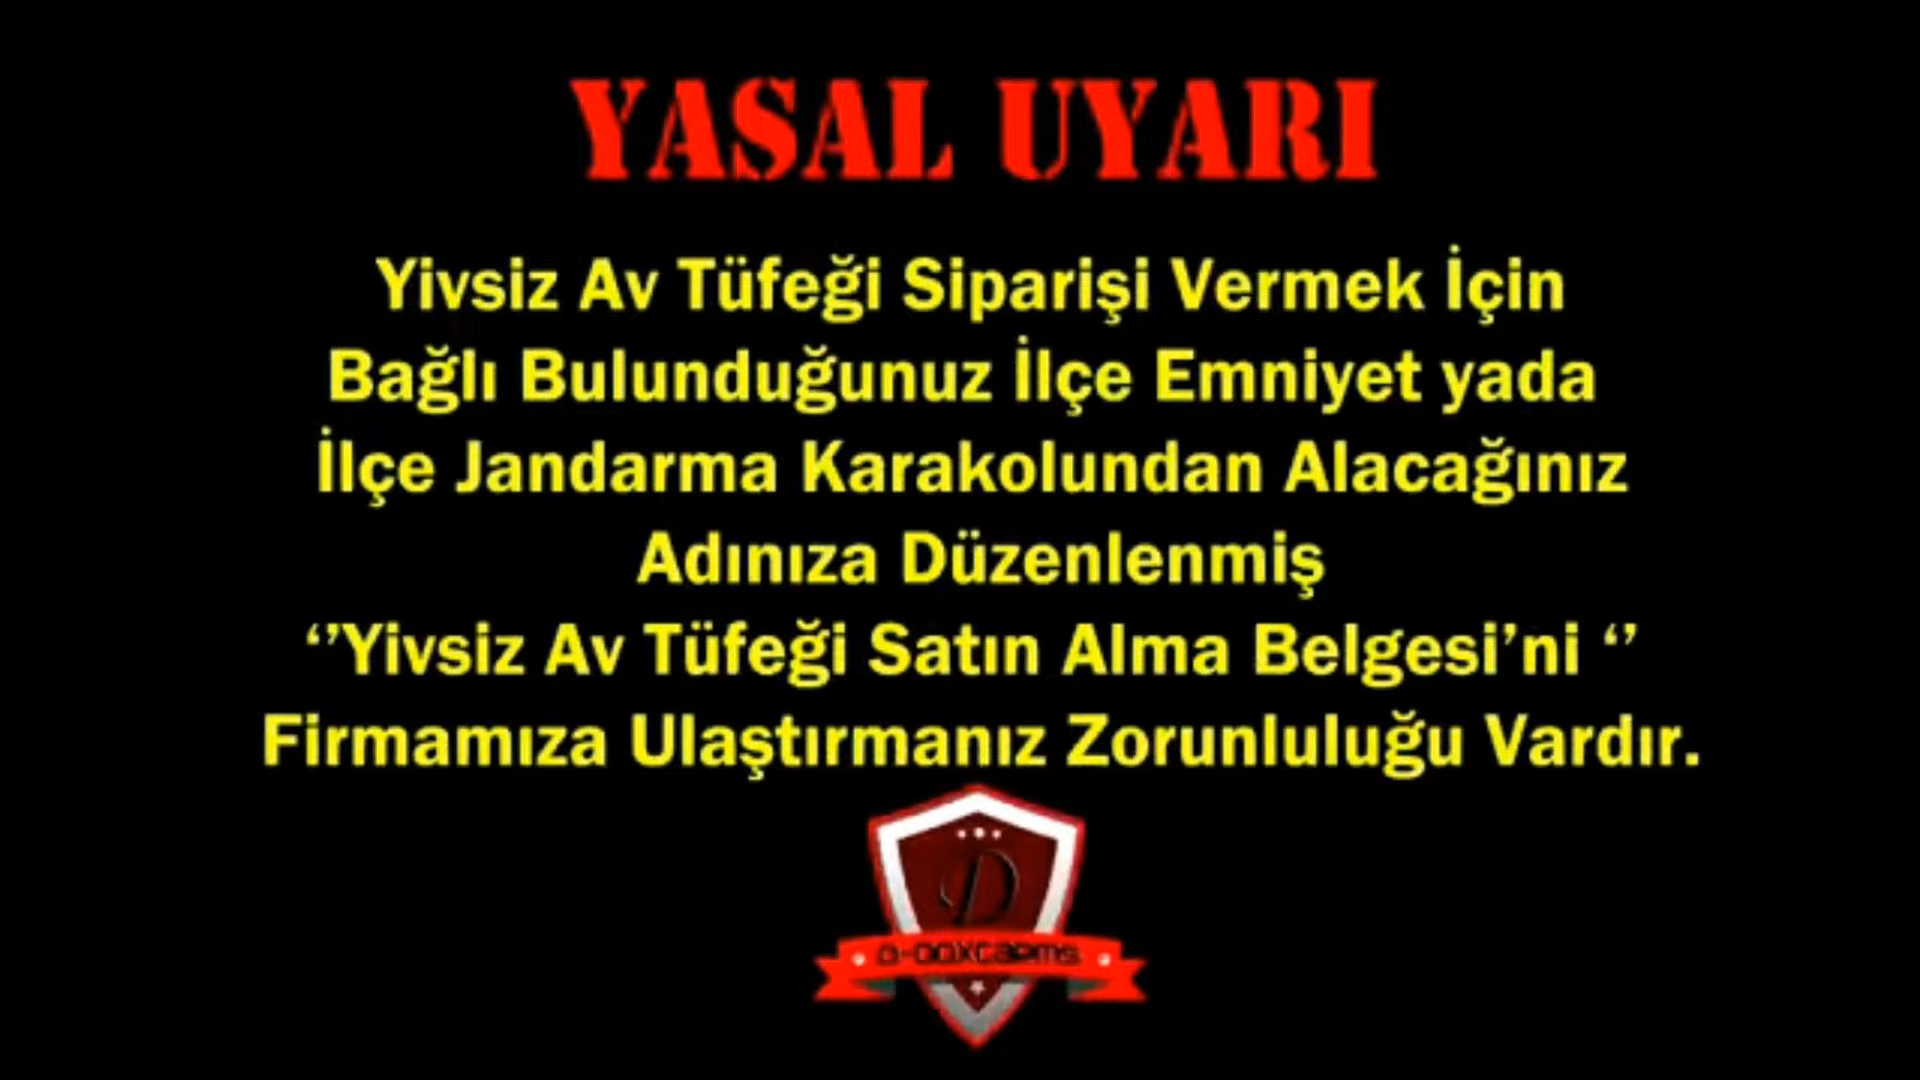 YASAL UYARI
Yivsiz Av Tüfeği Siparişi Vermek İçin
Bağlı Bulunduğunuz İlçe Emniyet yada
İlçe Jandarma Karakolundan Alacağınız
Adınıza Düzenlenmiş
‘’Yivsiz Av Tüfeği Satın Alma Belgesi’ni ‘’
Firmamıza Ulaştırmanız Zorunluluğu Vardır.
D